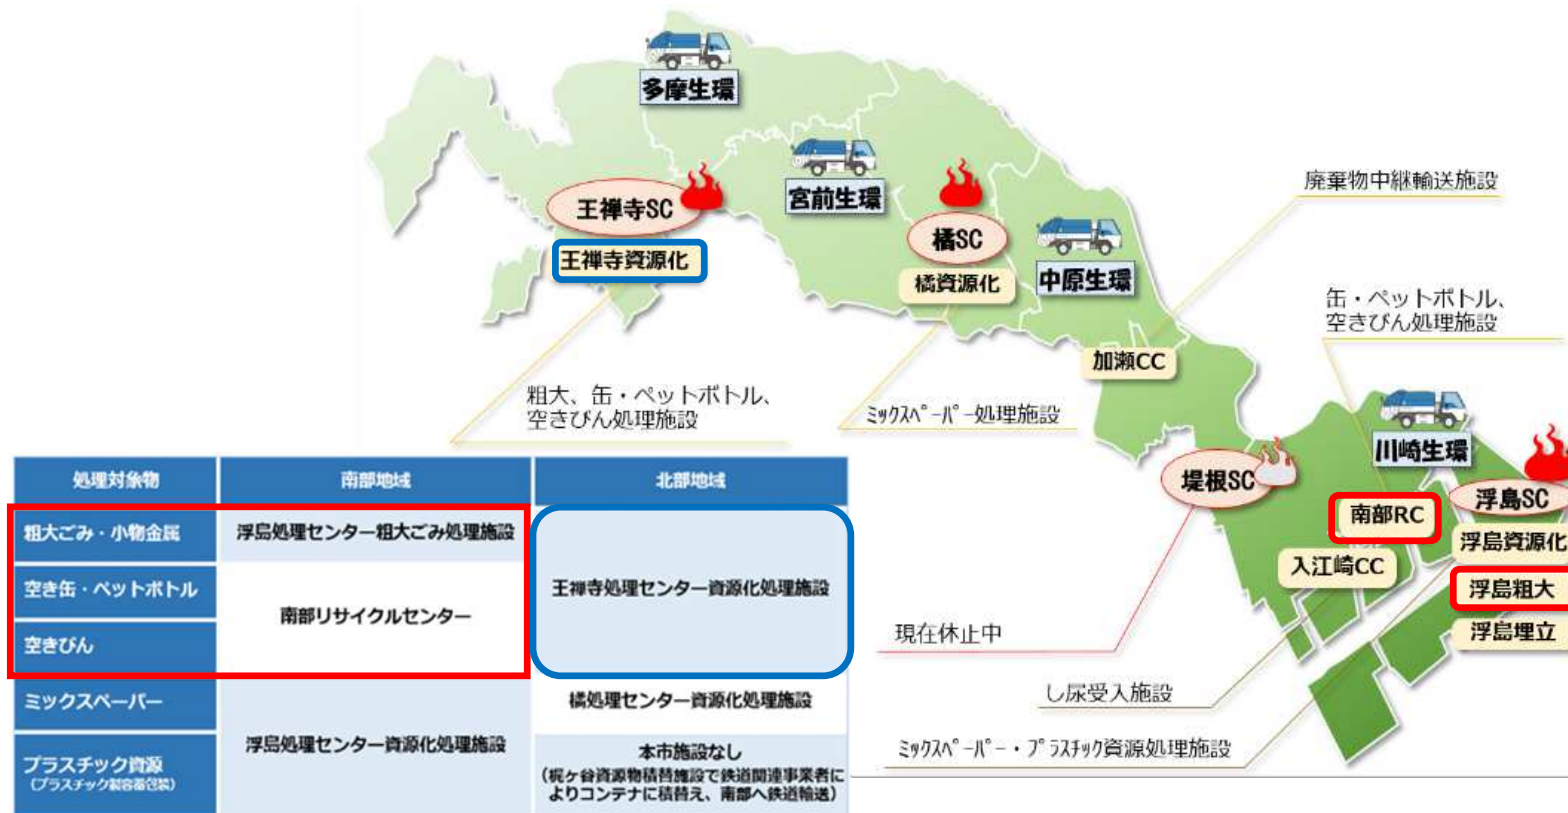 多摩生環
宮前生環
王禅寺SC
王禅寺資源化
橘SC
橘資源化
中原生環
廃棄物中継輸送施設
缶・ペットボトル、
空きびん処理施設
加瀬CC
粗大、缶・ペットボトル、
空きびん処理施設
ミックスペーパー処理施設
川崎生環
堤根SC
南部RC
浮島SC
浮島資源化
入江崎CC
浮島粗大
浮島埋立
現在休止中
し尿受入施設
ミックスペーパー・プラスチック資源処理施設
処理対象物 南部地域 北部地域
粗大ごみ・小物金属 浮島処理センター粗大ごみ処理施設
空き缶・ペットボトル 南部リサイクルセンター 王禅寺処理センター資源化処理施設
空きびん
ミックスペーパー 浮島処理センター資源化処理施設 橘処理センター資源化処理施設
プラスチック資源
(プラスチック製容器包装)
本市施設なし
(梶ケ谷資源物積替施設で鉄道関連事業者に
よりコンテナに積替え、南部へ鉄道輸送)